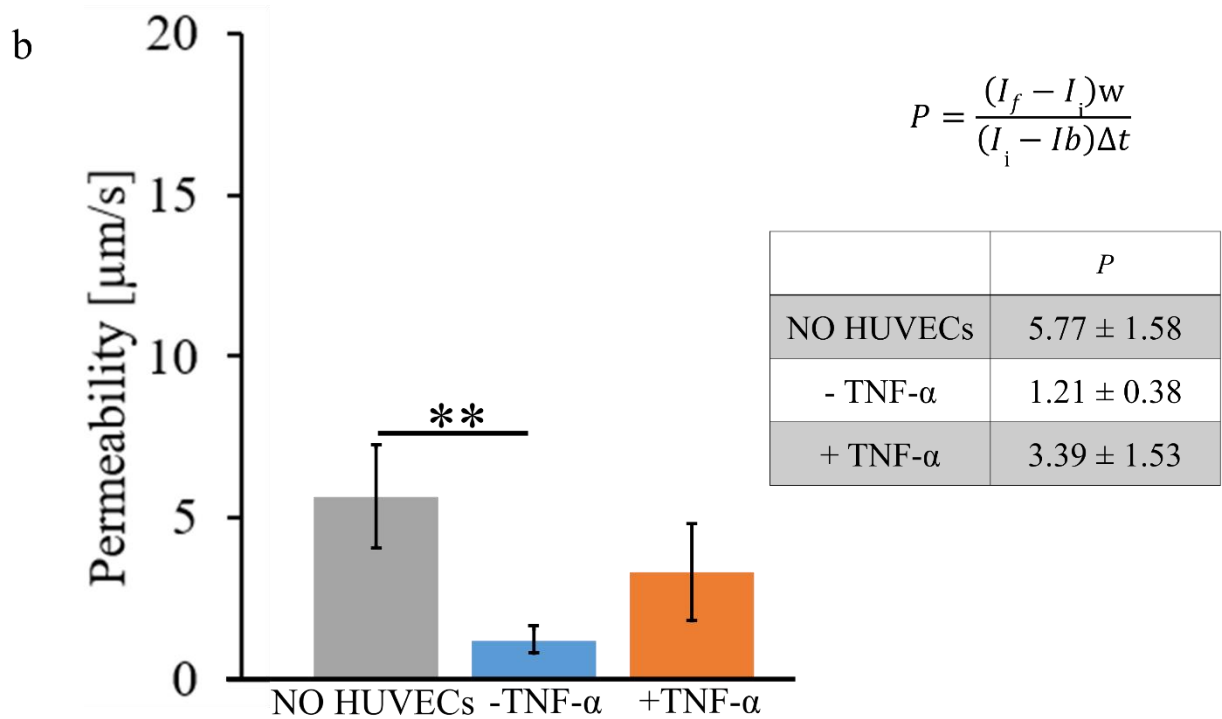 b
Permeability [µm/s]
20
15
10
5
0
**
NO HUVECs
-TNF-α
+TNF-α
P = (I_f − I_i)w / (I_i − Ib)Δt
P
NO HUVECs 5.77 ± 1.58
- TNF-α 1.21 ± 0.38
+ TNF-α 3.39 ± 1.53